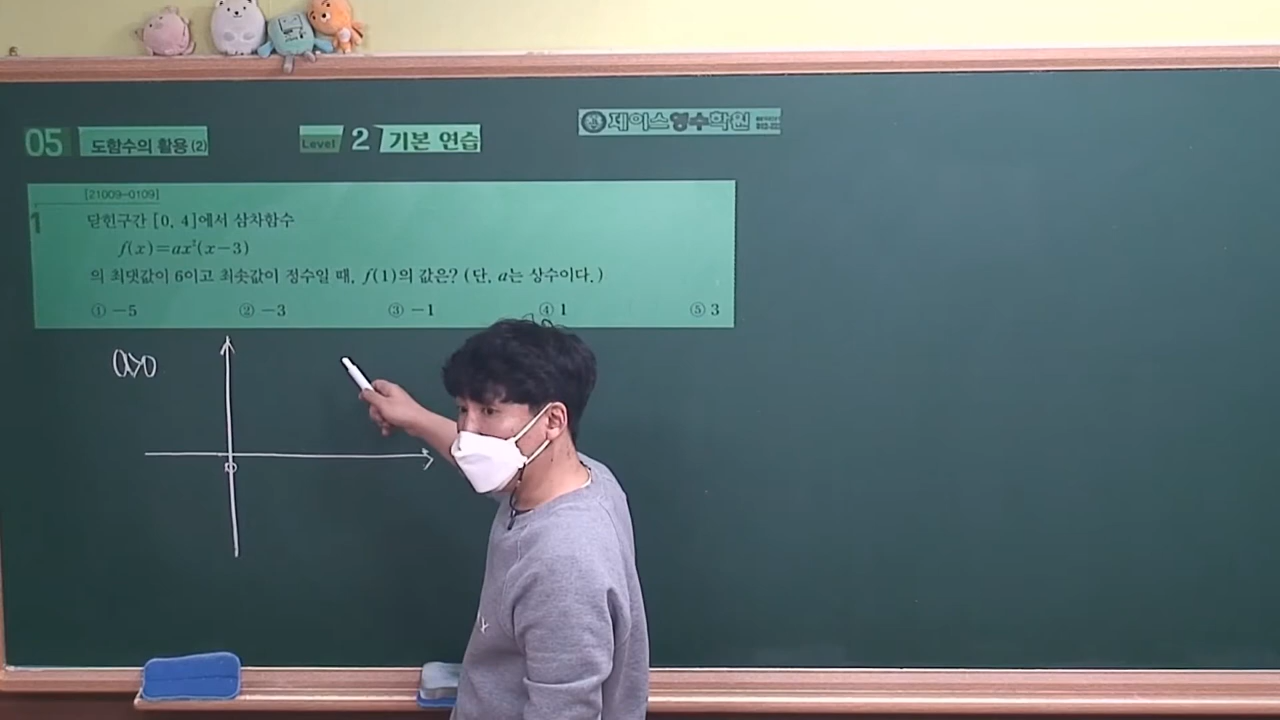 05 도함수의 활용 (2) Level 2 기본 연습
제이스영수학원
[21009-0109]
1 닫힌구간 [0, 4]에서 삼차함수
f(x)=ax²(x-3)
의 최댓값이 6이고 최솟값이 정수일 때, f(1)의 값은? (단, a는 상수이다.)
① -5 ② -3 ③ -1 ④ 1 ⑤ 3
a>0
0